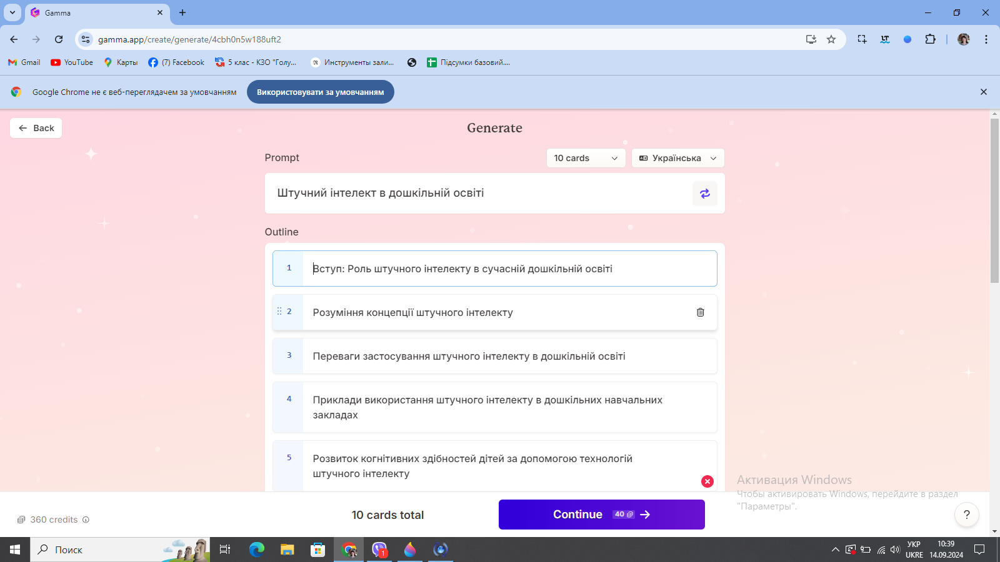 Gamma
gamma.app/create/generate/4cbh0n5w188uft2
Gmail
YouTube
Карты
(7) Facebook
5 клас - КЗО "Голу...
Инструменты зали...
Підсумки базовий....
Google Chrome не є веб-переглядачем за умовчанням
Використовувати за умовчанням
Back
Generate
Prompt
10 cards
Українська
Штучний інтелект в дошкільній освіті
Outline
1
Вступ: Роль штучного інтелекту в сучасній дошкільній освіті
2
Розуміння концепції штучного інтелекту
3
Переваги застосування штучного інтелекту в дошкільній освіті
4
Приклади використання штучного інтелекту в дошкільних навчальних
закладах
5
Розвиток когнітивних здібностей дітей за допомогою технологій
штучного інтелекту
Активация Windows
Чтобы активировать Windows, перейдите в раздел
"Параметры".
360 credits
10 cards total
Continue 40
?
Поиск
1
УКР
UKRE
10:39
14.09.2024